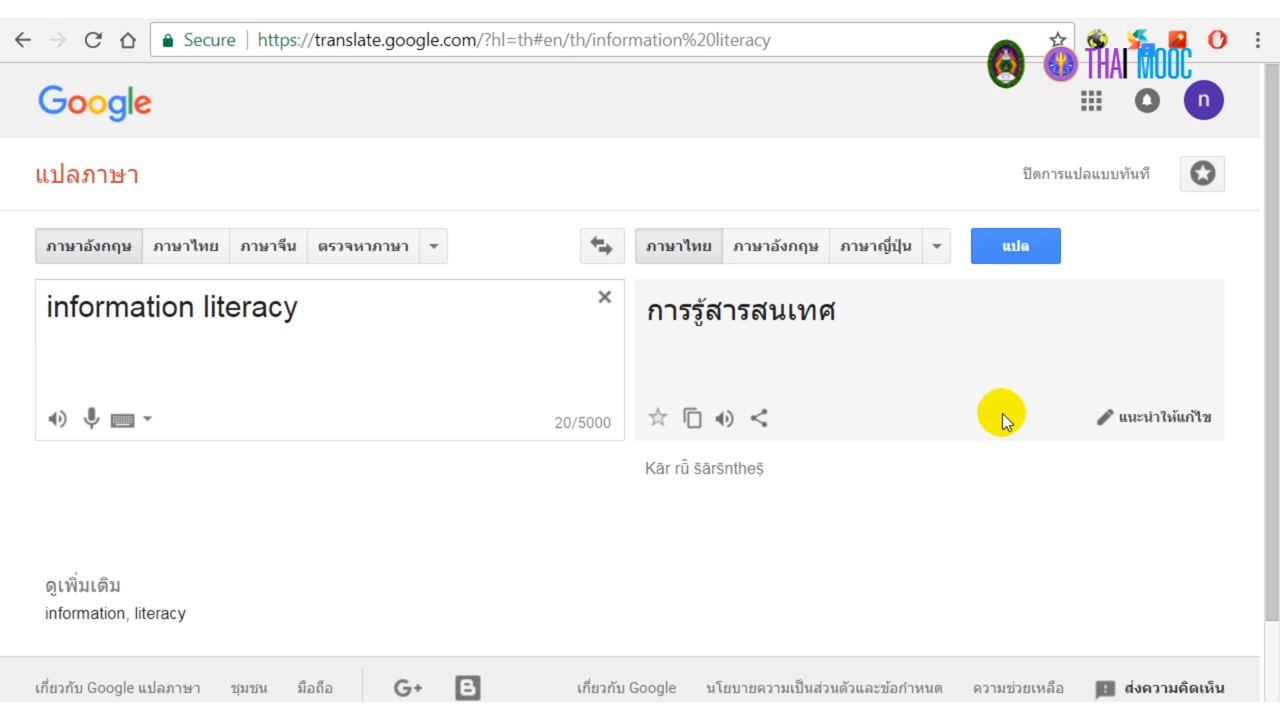 Secure | https://translate.google.com/?hl=th#en/th/information%20literacy
THAI MOOC
Google
n
แปลภาษา
ปิดการแปลแบบทันที
ภาษาอังกฤษ ภาษาไทย ภาษาจีน ตรวจหาภาษา
ภาษาไทย ภาษาอังกฤษ ภาษาญี่ปุ่น
แปล
information literacy
การรู้สารสนเทศ
20/5000
แนะนำให้แก้ไข
Kār rū̂ s̄ārs̄ntheṣ̄
ดูเพิ่มเติม
information, literacy
เกี่ยวกับ Google แปลภาษา ชุมชน มือถือ G+ B เกี่ยวกับ Google นโยบายความเป็นส่วนตัวและข้อกำหนด ความช่วยเหลือ ส่งความคิดเห็น